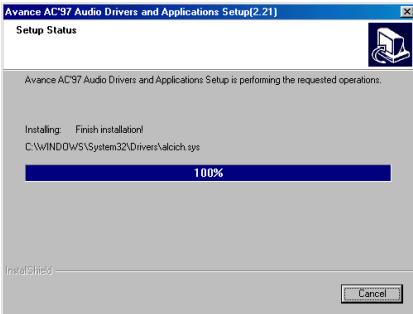 Avance AC'97 Audio Drivers and Applications Setup(2.21)
Setup Status
Avance AC'97 Audio Drivers and Applications Setup is performing the requested operations.
Installing: Finish installation!
C:\WINDOWS\System32\Drivers\alcich.sys
100%
InstallShield
Cancel